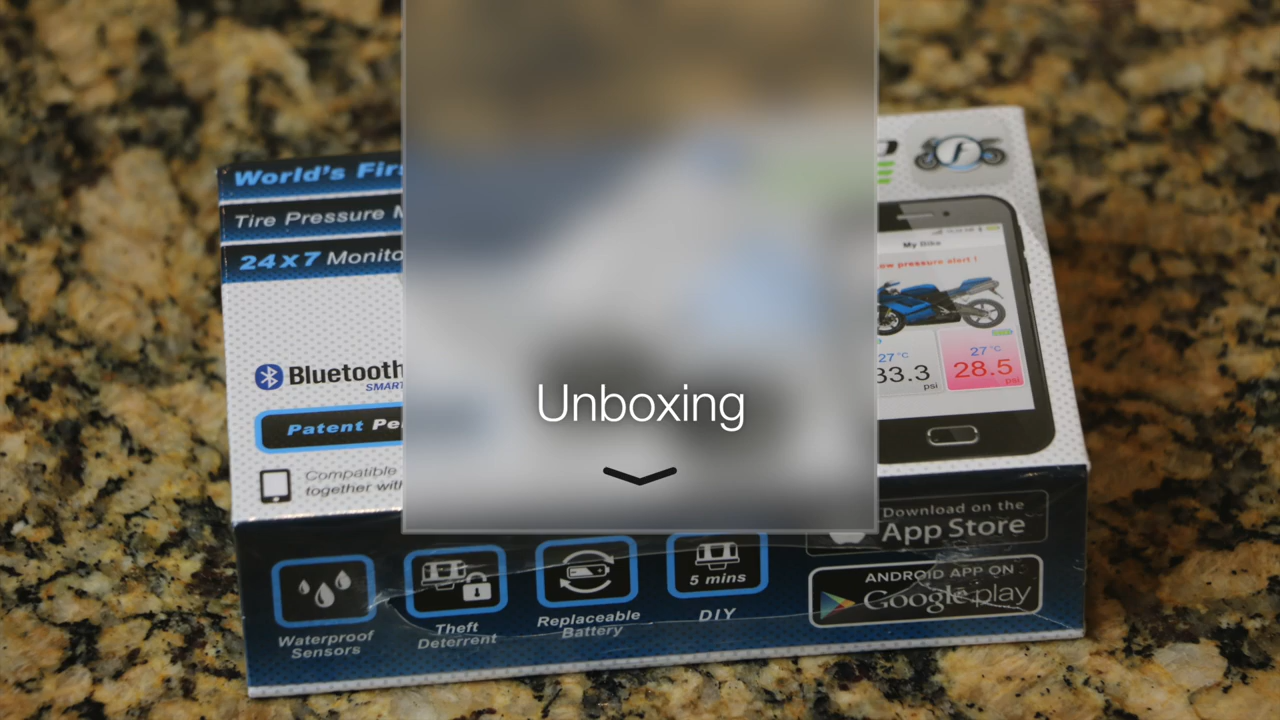 World's Firs
Tire Pressure M
24X7 Monito
Bluetooth
SMART
Patent Pe
Compatible
together with
My Bike
ow pressure alert !
27 °C
33.3
psi
27 °C
28.5
psi
Unboxing
Download on the
App Store
ANDROID APP ON
Google play
Waterproof
Sensors
Theft
Deterrent
Replaceable
Battery
5 mins
DIY